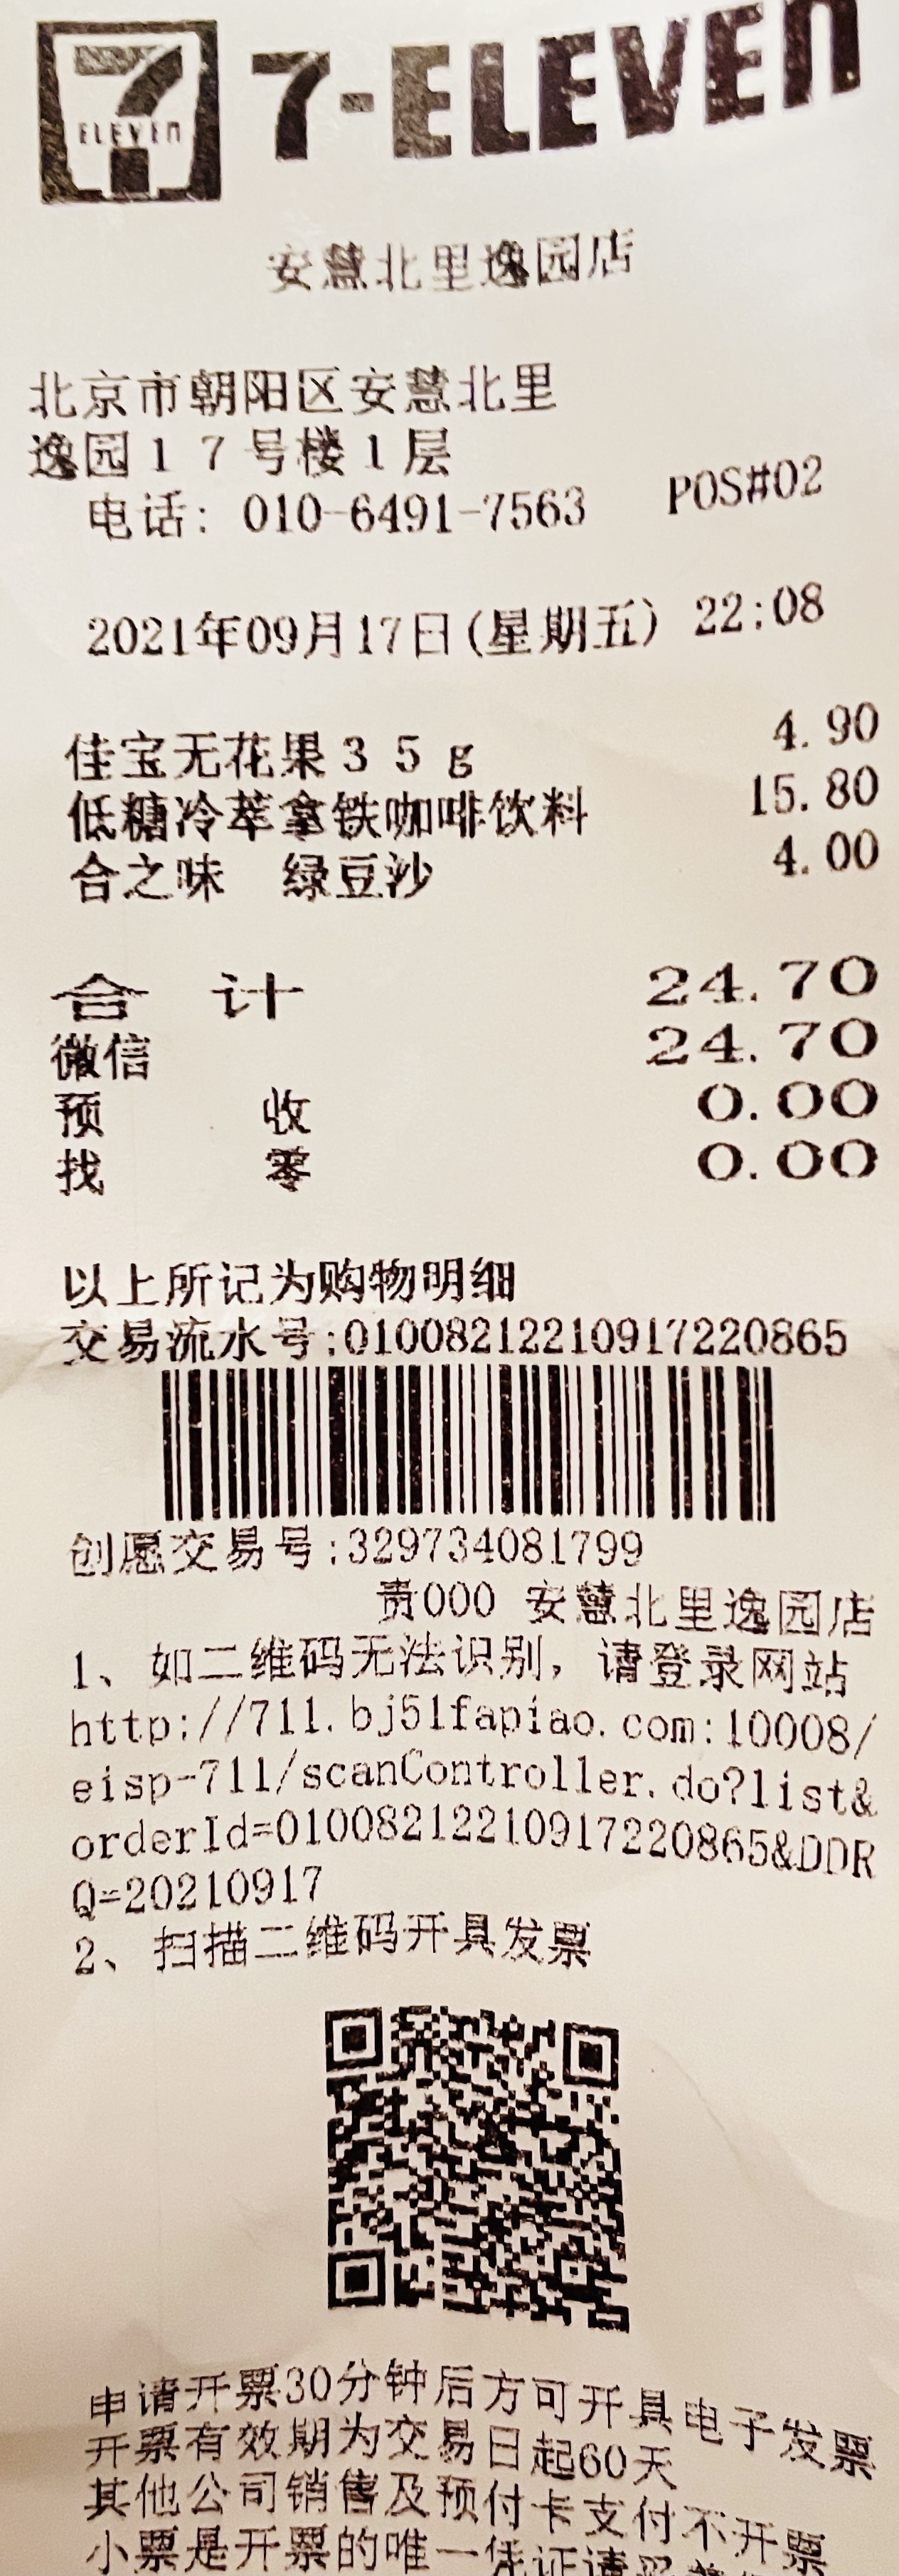 7-ELEVEn
ELEVEn
安慧北里逸园店
北京市朝阳区安慧北里
逸园17号楼1层
电话: 010-6491-7563 POS#02
2021年09月17日(星期五) 22:08
佳宝无花果35g 4.90
低糖冷萃拿铁咖啡饮料 15.80
合之味 绿豆沙 4.00
合 计 24.70
微信 24.70
预 收 0.00
找 零 0.00
以上所记为购物明细
交易流水号:010082122109172208​65
创愿交易号:329734081799
责000 安慧北里逸园店
1、如二维码无法识别, 请登录网站
http://711.bj51fapiao.com:10008/
eisp-711/scanController.do?list&
orderId=01008212210917220865&DDR
Q=20210917
2、扫描二维码开具发票
申请开票30分钟后方可开具电子发票
开票有效期为交易日起60天
其他公司销售及预付卡支付不开票
小票是开票的唯一凭证请